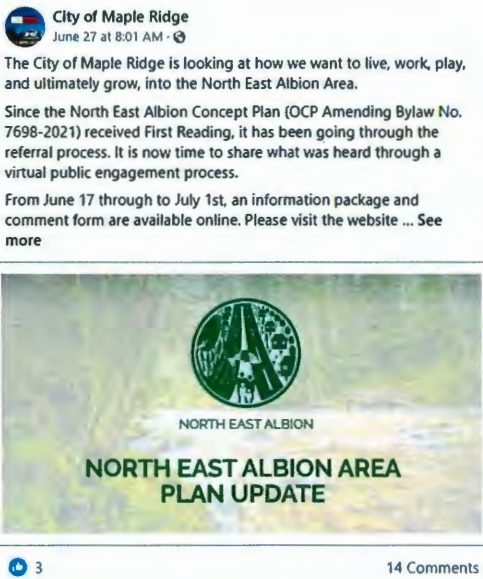 City of Maple Ridge
June 27 at 8:01 AM ·
The City of Maple Ridge is looking at how we want to live, work, play,
and ultimately grow, into the North East Albion Area.
Since the North East Albion Concept Plan (OCP Amending Bylaw No.
7698-2021) received First Reading, it has been going through the
referral process. It is now time to share what was heard through a
virtual public engagement process.
From June 17 through to July 1st, an information package and
comment form are available online. Please visit the website ... See
more
NORTH EAST ALBION
NORTH EAST ALBION AREA
PLAN UPDATE
3
14 Comments